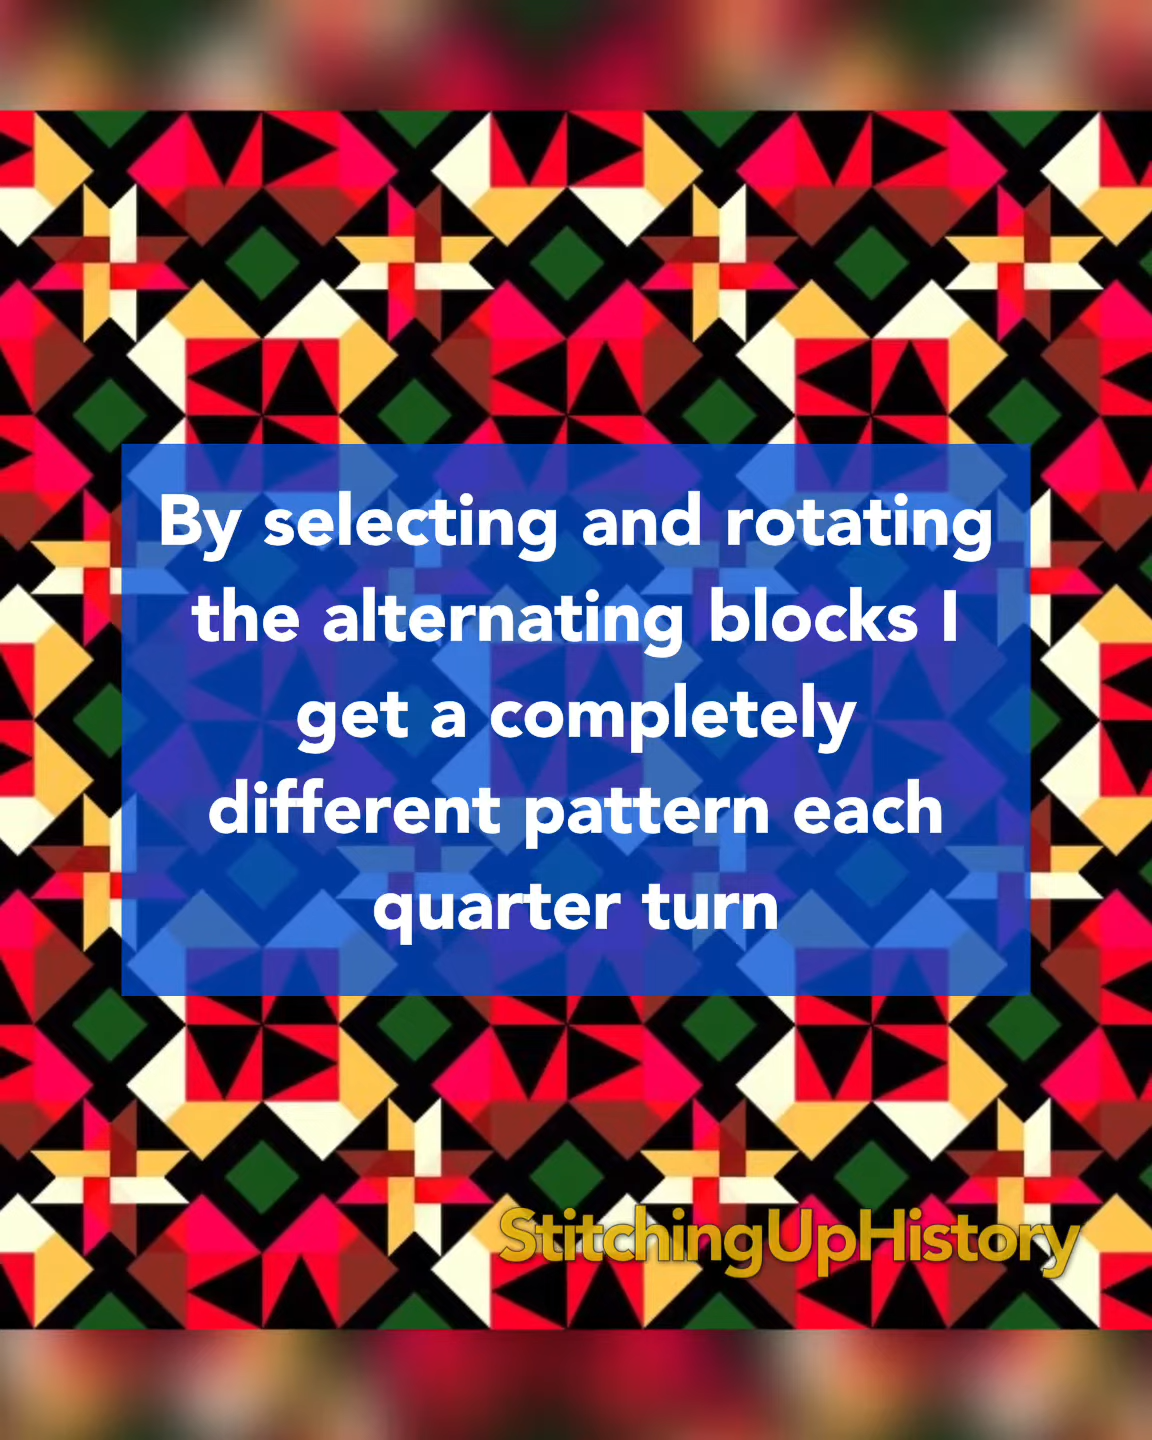 By selecting and rotating
the alternating blocks I
get a completely
different pattern each
quarter turn
StitchingUpHistory